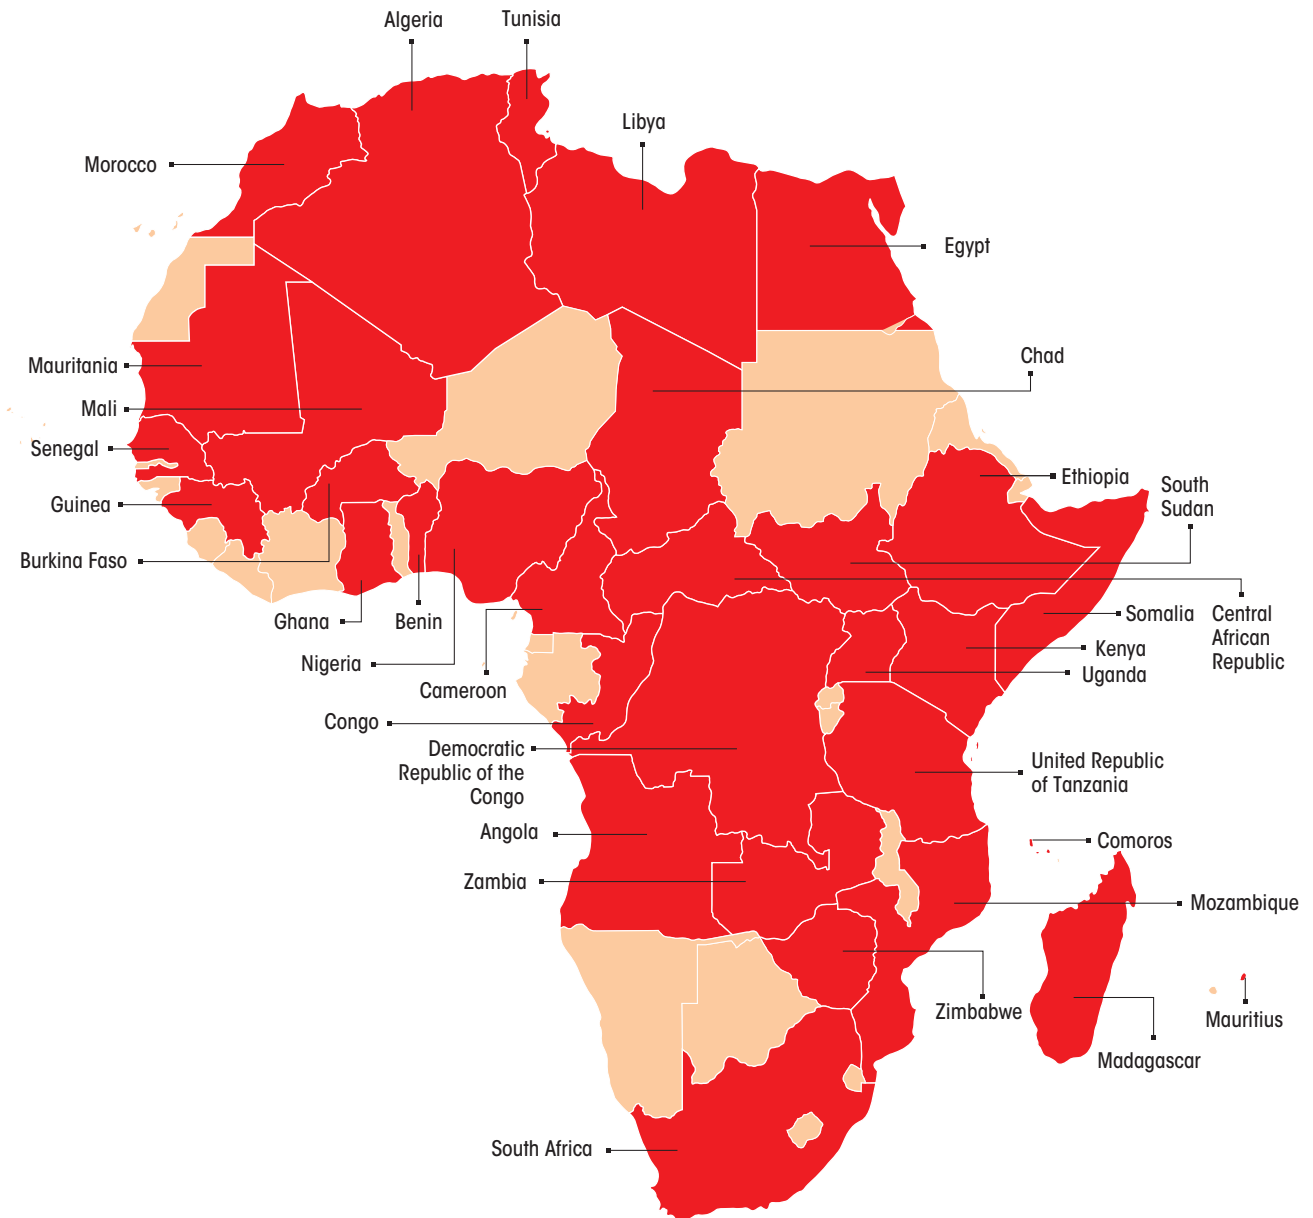 Algeria
Tunisia
Libya
Morocco
Egypt
Chad
Mauritania
Mali
Senegal
Ethiopia
South
Sudan
Guinea
Burkina Faso
Ghana
Benin
Somalia
Central
African
Republic
Nigeria
Kenya
Uganda
Cameroon
Congo
Democratic
Republic of the
Congo
United Republic
of Tanzania
Angola
Comoros
Zambia
Mozambique
Zimbabwe
Mauritius
Madagascar
South Africa